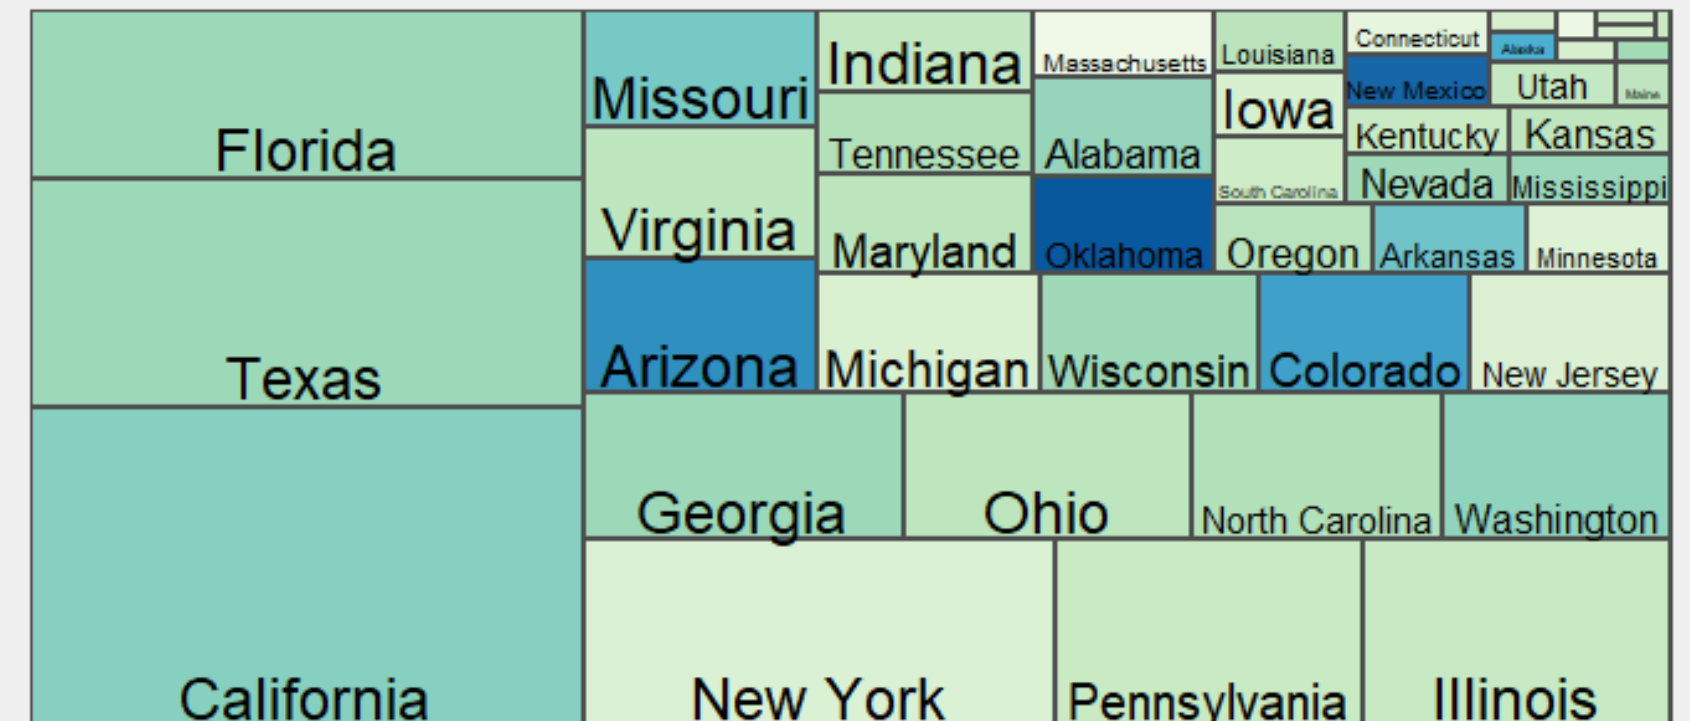 Florida
Texas
California
Missouri
Virginia
Arizona
Indiana
Tennessee
Maryland
Massachusetts
Alabama
Oklahoma
Louisiana
Iowa
South Carolina
Connecticut
New Mexico
Alaska
Utah
Maine
Kentucky
Kansas
Nevada
Mississippi
Oregon
Arkansas
Minnesota
Michigan
Wisconsin
Colorado
New Jersey
Georgia
Ohio
North Carolina
Washington
New York
Pennsylvania
Illinois